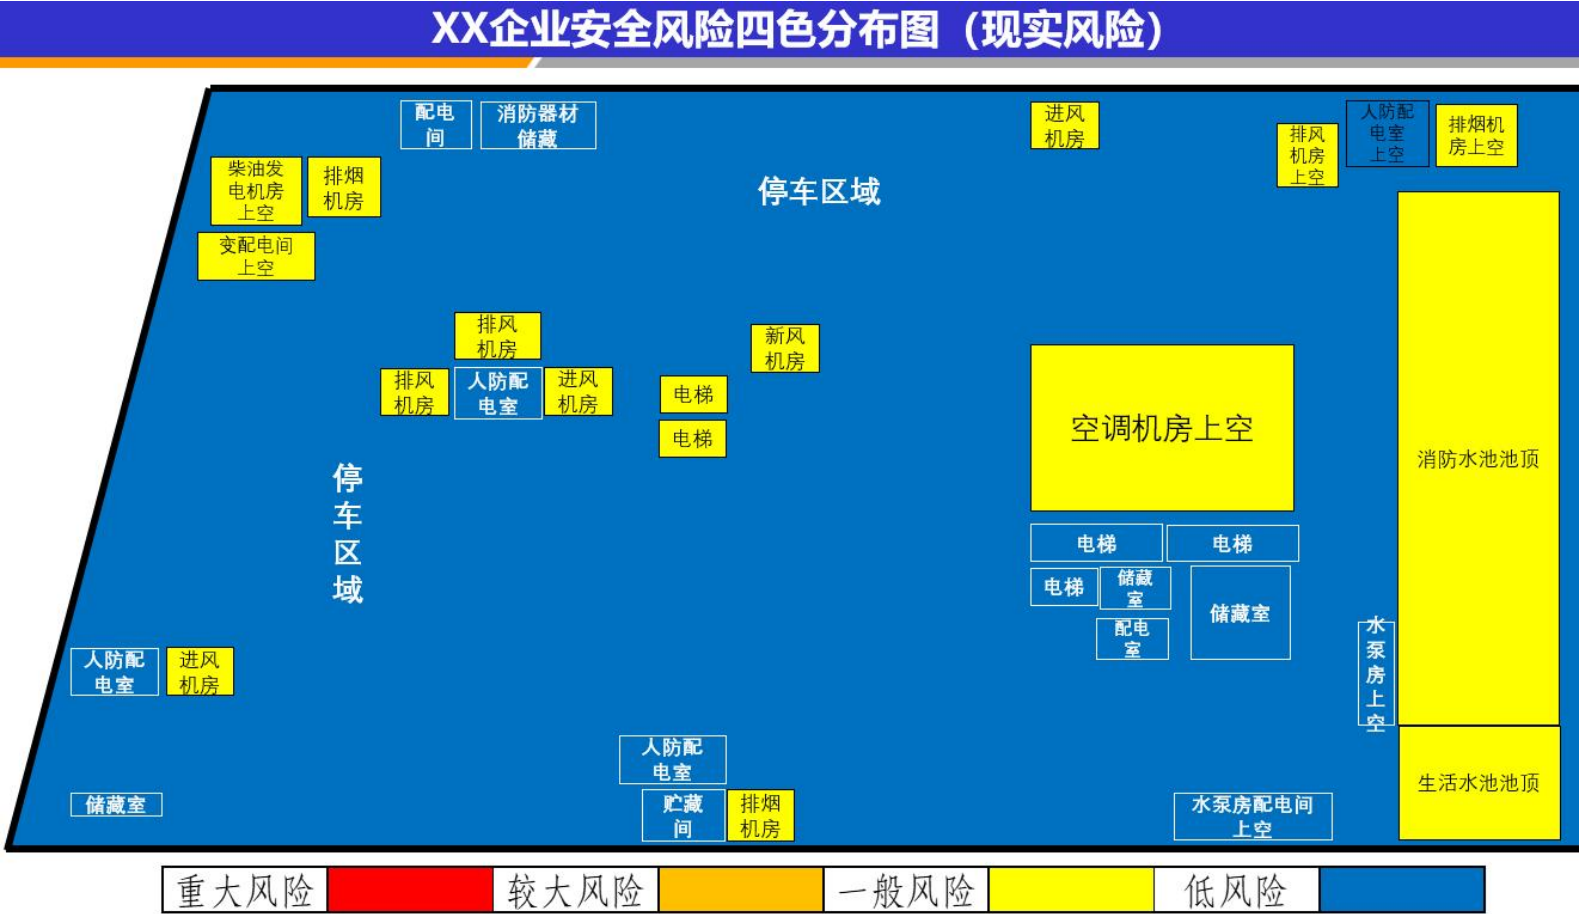 XX企业安全风险四色分布图（现实风险）
配电
间
消防器材
储藏
进风
机房
排风
机房
上空
人防配
电室
上空
排烟机
房上空
柴油发
电机房
上空
排烟
机房
停车区域
变配电间
上空
排风
机房
新风
机房
排风
机房
人防配
电室
进风
机房
电梯
电梯
空调机房上空
消防水池池顶
停
车
区
域
电梯
电梯
电梯
储藏
室
储藏室
配电
室
水
泵
房
上
空
人防配
电室
进风
机房
人防配
电室
生活水池池顶
储藏室
贮藏
间
排烟
机房
水泵房配电间
上空
重大风险
较大风险
一般风险
低风险